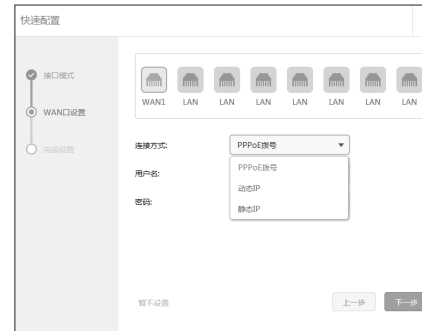 快速配置
接口模式
WAN口设置
完成设置
WAN1 LAN LAN LAN LAN LAN LAN LAN
连接方式: PPPoE拨号
PPPoE拨号
用户名:
动态IP
密码:
静态IP
暂不设置 上一步 下一步